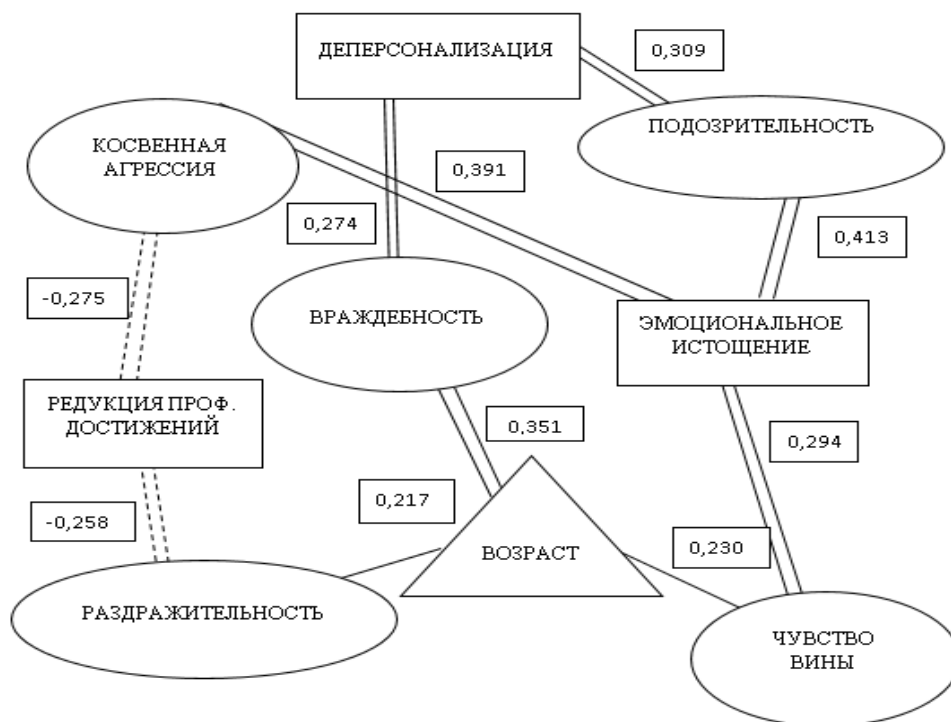 ДЕПЕРСОНАЛИЗАЦИЯ
0,309
КОСВЕННАЯ
АГРЕССИЯ
ПОДОЗРИТЕЛЬНОСТЬ
0,391
0,274
0,413
-0,275
ВРАЖДЕБНОСТЬ
ЭМОЦИОНАЛЬНОЕ
ИСТОЩЕНИЕ
РЕДУКЦИЯ ПРОФ.
ДОСТИЖЕНИЙ
0,351
0,294
0,217
-0,258
0,230
ВОЗРАСТ
РАЗДРАЖИТЕЛЬНОСТЬ
ЧУВСТВО
ВИНЫ